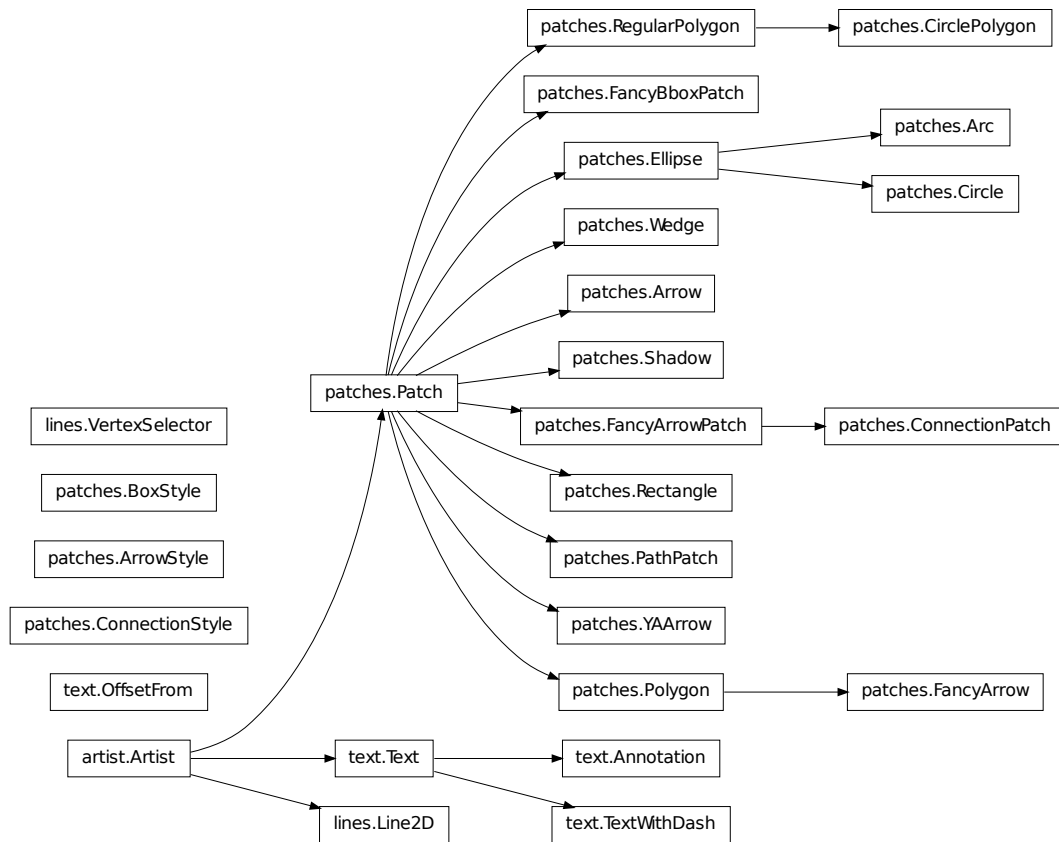 patches.RegularPolygon
patches.CirclePolygon
patches.FancyBboxPatch
patches.Arc
patches.Ellipse
patches.Circle
patches.Wedge
patches.Arrow
patches.Shadow
patches.Patch
lines.VertexSelector
patches.FancyArrowPatch
patches.ConnectionPatch
patches.BoxStyle
patches.Rectangle
patches.ArrowStyle
patches.PathPatch
patches.ConnectionStyle
patches.YAArrow
text.OffsetFrom
patches.Polygon
patches.FancyArrow
artist.Artist
text.Text
text.Annotation
lines.Line2D
text.TextWithDash